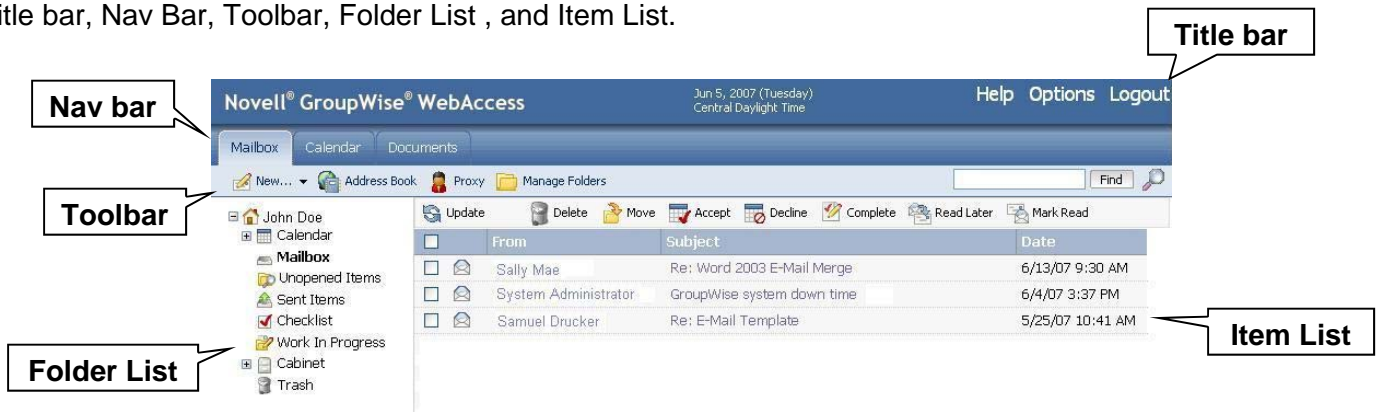 itle bar, Nav Bar, Toolbar, Folder List , and Item List.
Title bar
Nav bar
Novell® GroupWise® WebAccess
Jun 5, 2007 (Tuesday)
Central Daylight Time
Help Options Logout
Mailbox Calendar Documents
Toolbar
New... Address Book Proxy Manage Folders Find
John Doe
Calendar
Mailbox
Unopened Items
Sent Items
Checklist
Work In Progress
Cabinet
Trash
Folder List
Update Delete Move Accept Decline Complete Read Later Mark Read
From Subject Date
Sally Mae Re: Word 2003 E-Mail Merge 6/13/07 9:30 AM
System Administrator GroupWise system down time 6/4/07 3:37 PM
Samuel Drucker Re: E-Mail Template 5/25/07 10:41 AM
Item List